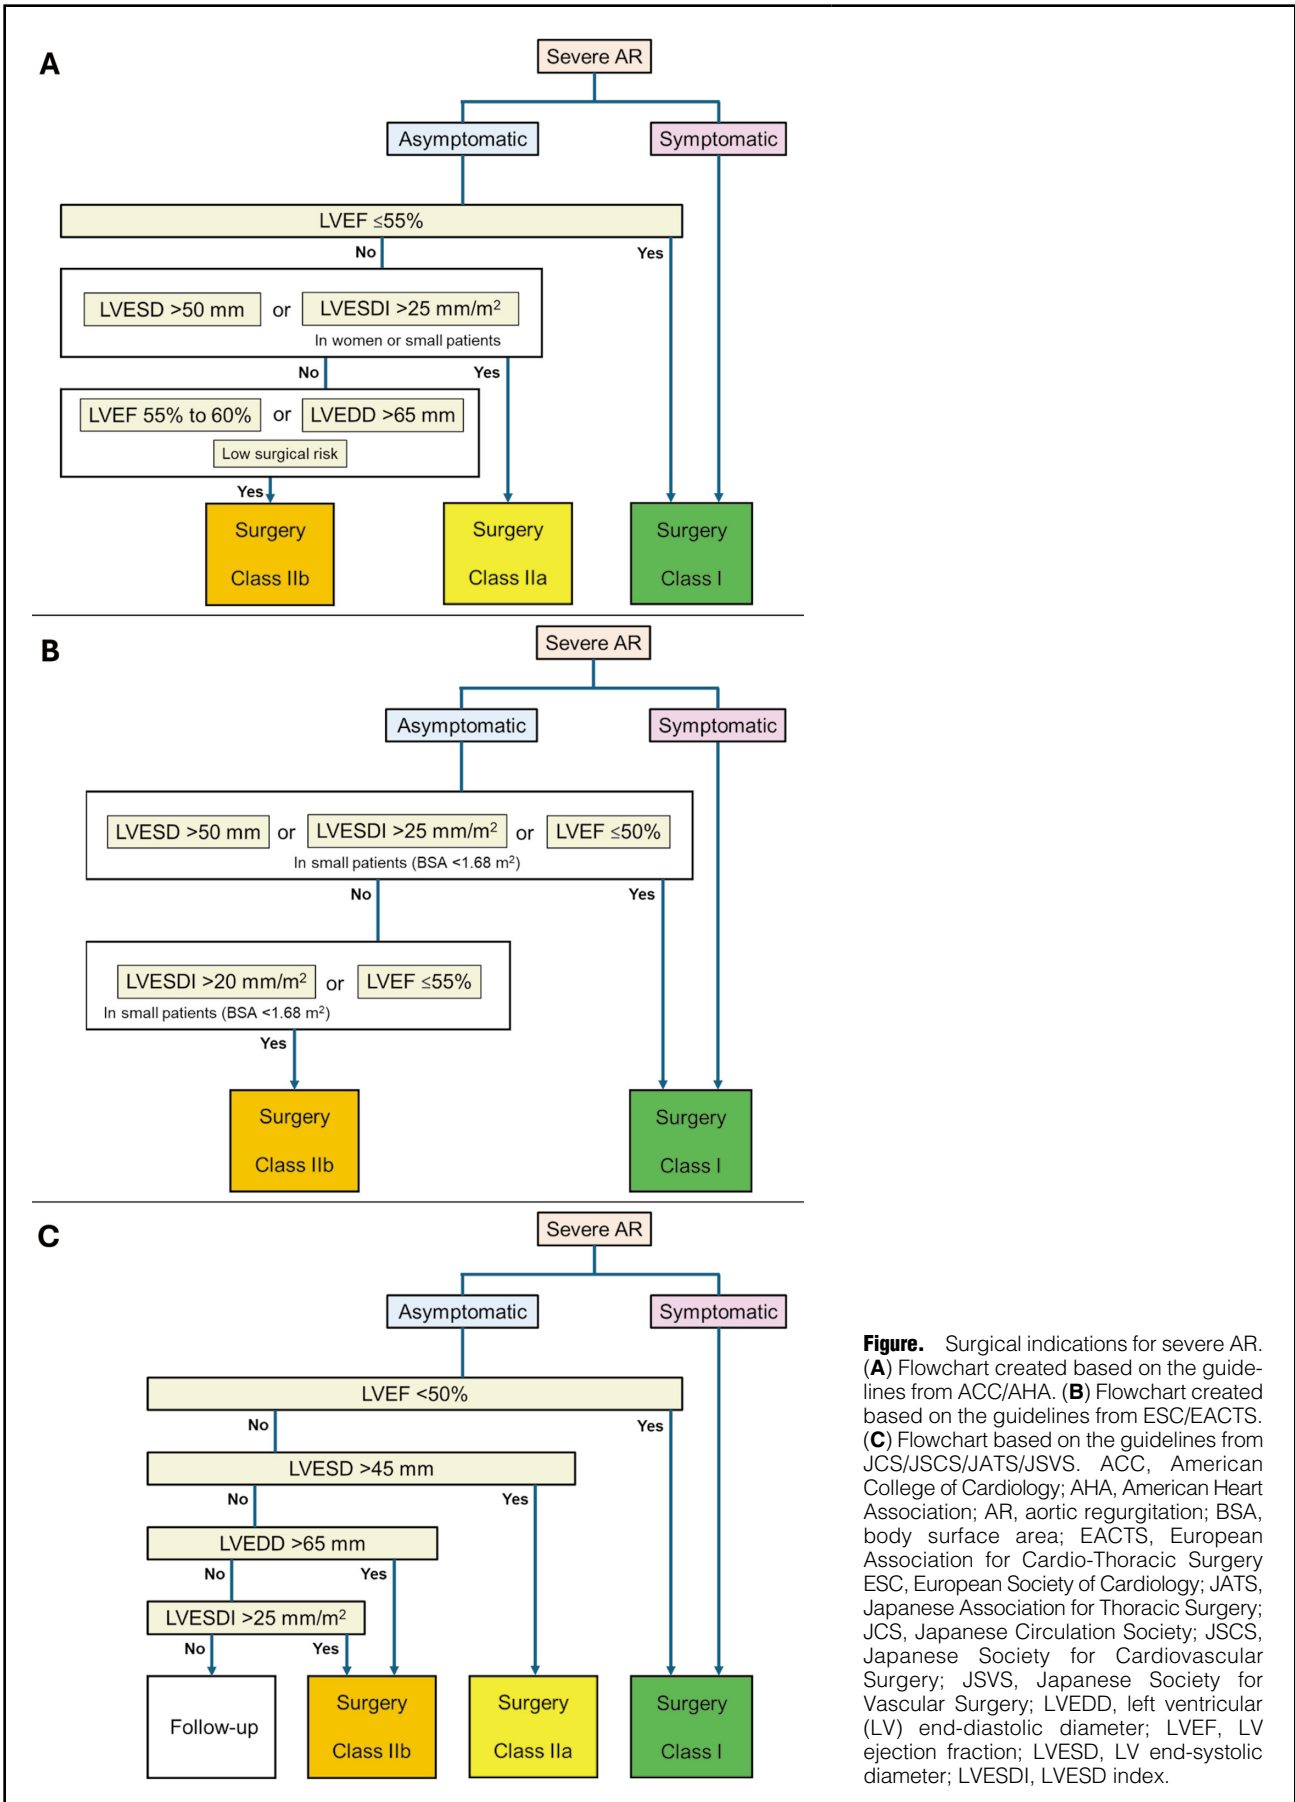 A
Severe AR
Asymptomatic
Symptomatic
LVEF ≤55%
No
Yes
LVESD >50 mm or LVESDI >25 mm/m²
In women or small patients
No
Yes
LVEF 55% to 60% or LVEDD >65 mm
Low surgical risk
Yes
Surgery
Class IIb
Surgery
Class IIa
Surgery
Class I
B
Severe AR
Asymptomatic
Symptomatic
LVESD >50 mm or LVESDI >25 mm/m² or LVEF ≤50%
In small patients (BSA <1.68 m²)
No
Yes
LVESDI >20 mm/m² or LVEF ≤55%
In small patients (BSA <1.68 m²)
Yes
Surgery
Class IIb
Surgery
Class I
C
Severe AR
Asymptomatic
Symptomatic
LVEF <50%
No
Yes
LVESD >45 mm
No
Yes
LVEDD >65 mm
No
Yes
LVESDI >25 mm/m²
No
Yes
Follow-up
Surgery
Class IIb
Surgery
Class IIa
Surgery
Class I
Figure. Surgical indications for severe AR.
(A) Flowchart created based on the guide-
lines from ACC/AHA. (B) Flowchart created
based on the guidelines from ESC/EACTS.
(C) Flowchart based on the guidelines from
JCS/JSCS/JATS/JSVS. ACC, American
College of Cardiology; AHA, American Heart
Association; AR, aortic regurgitation; BSA,
body surface area; EACTS, European
Association for Cardio-Thoracic Surgery
ESC, European Society of Cardiology; JATS,
Japanese Association for Thoracic Surgery;
JCS, Japanese Circulation Society; JSCS,
Japanese Society for Cardiovascular
Surgery; JSVS, Japanese Society for
Vascular Surgery; LVEDD, left ventricular
(LV) end-diastolic diameter; LVEF, LV
ejection fraction; LVESD, LV end-systolic
diameter; LVESDI, LVESD index.